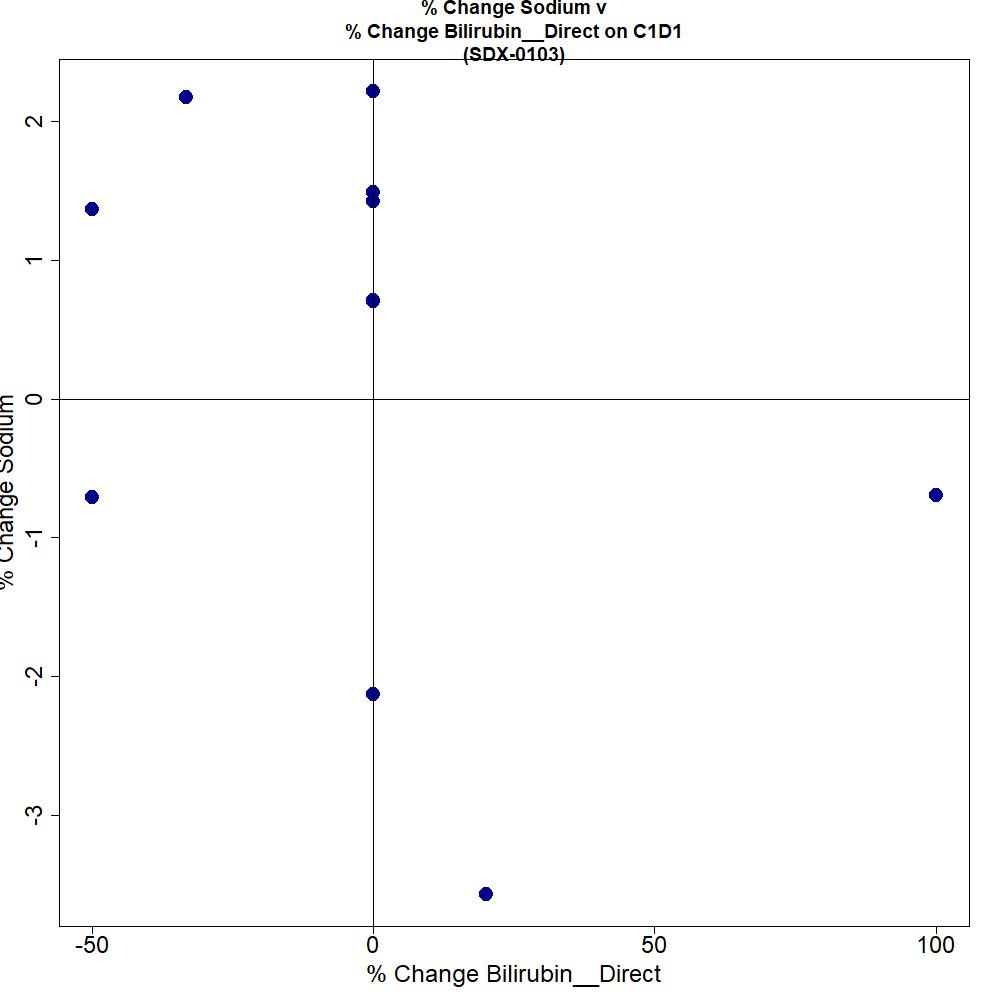 % Change Sodium v
% Change Bilirubin__Direct on C1D1
(SDX-0103)
2
1
0
-1
-2
-3
% Change Sodium
-50
0
50
100
% Change Bilirubin__Direct